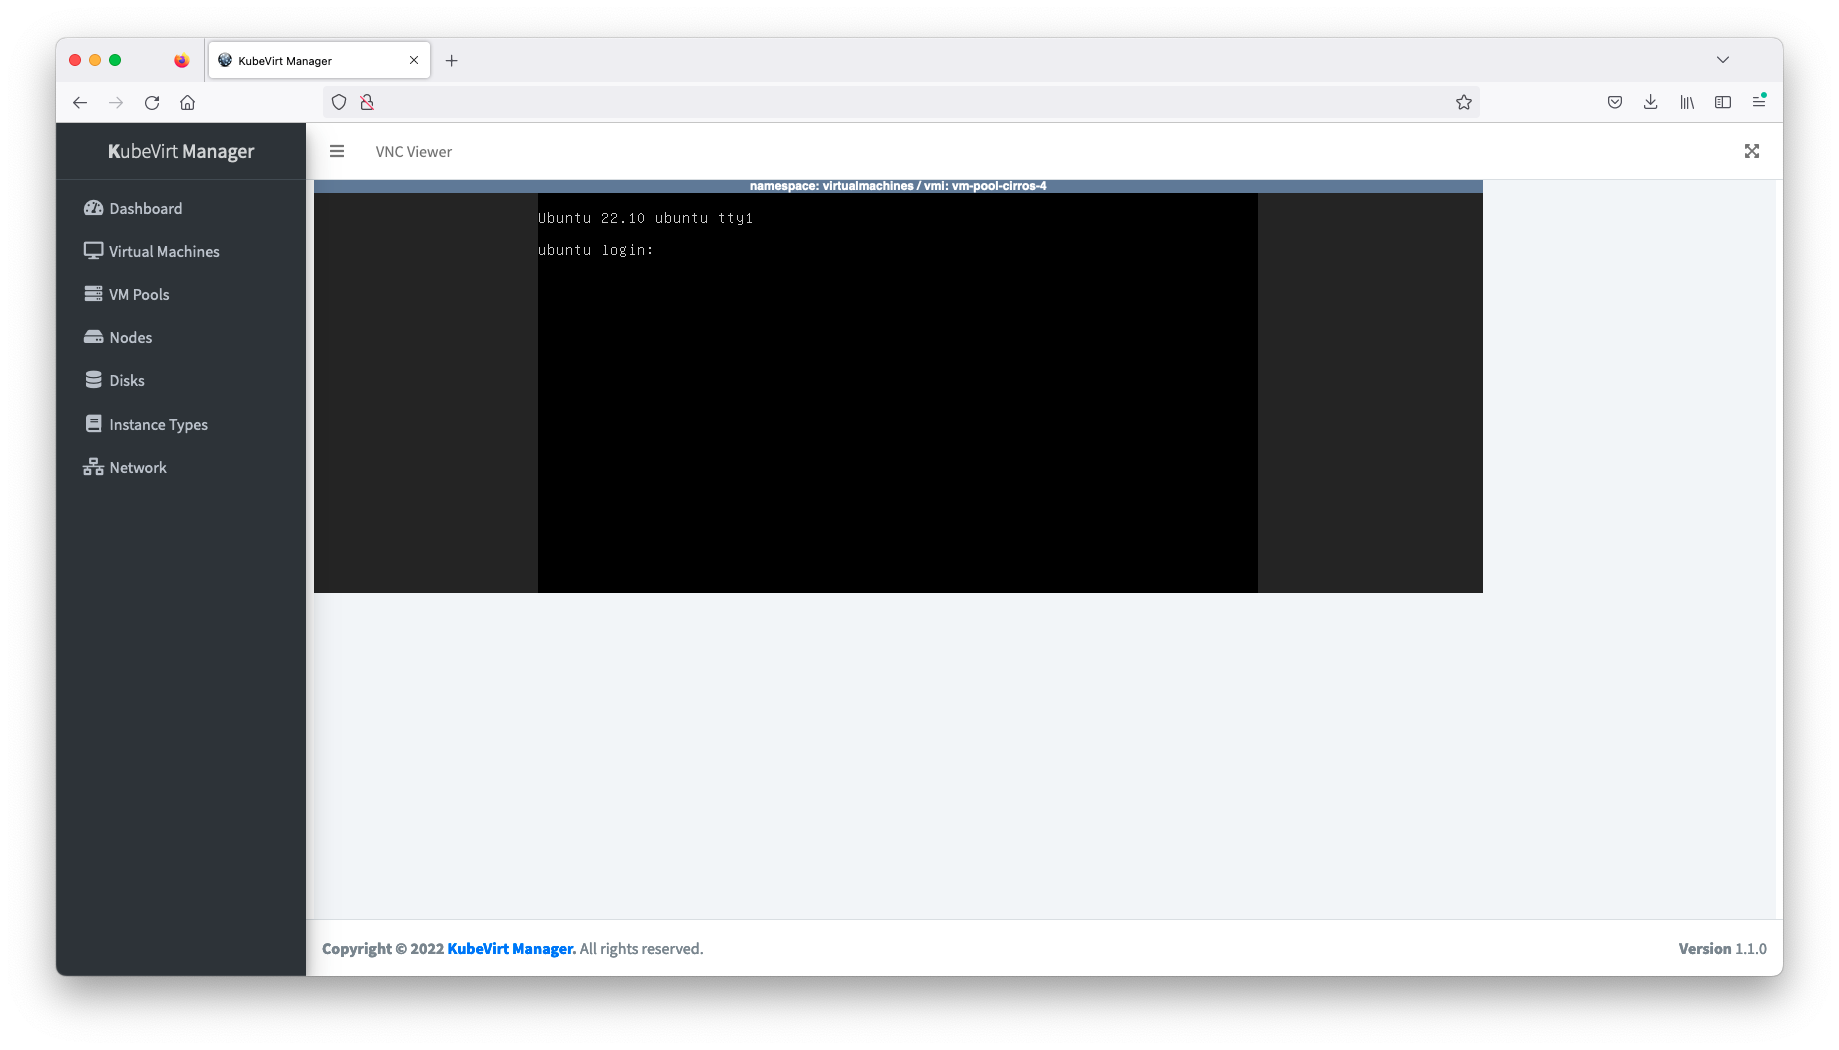 KubeVirt Manager
KubeVirt Manager
VNC Viewer
Dashboard
Virtual Machines
VM Pools
Nodes
Disks
Instance Types
Network
namespace: virtualmachines / vmi: vm-pool-cirros-4
Ubuntu 22.10 ubuntu tty1
ubuntu login:
Copyright © 2022 KubeVirt Manager. All rights reserved.
Version 1.1.0